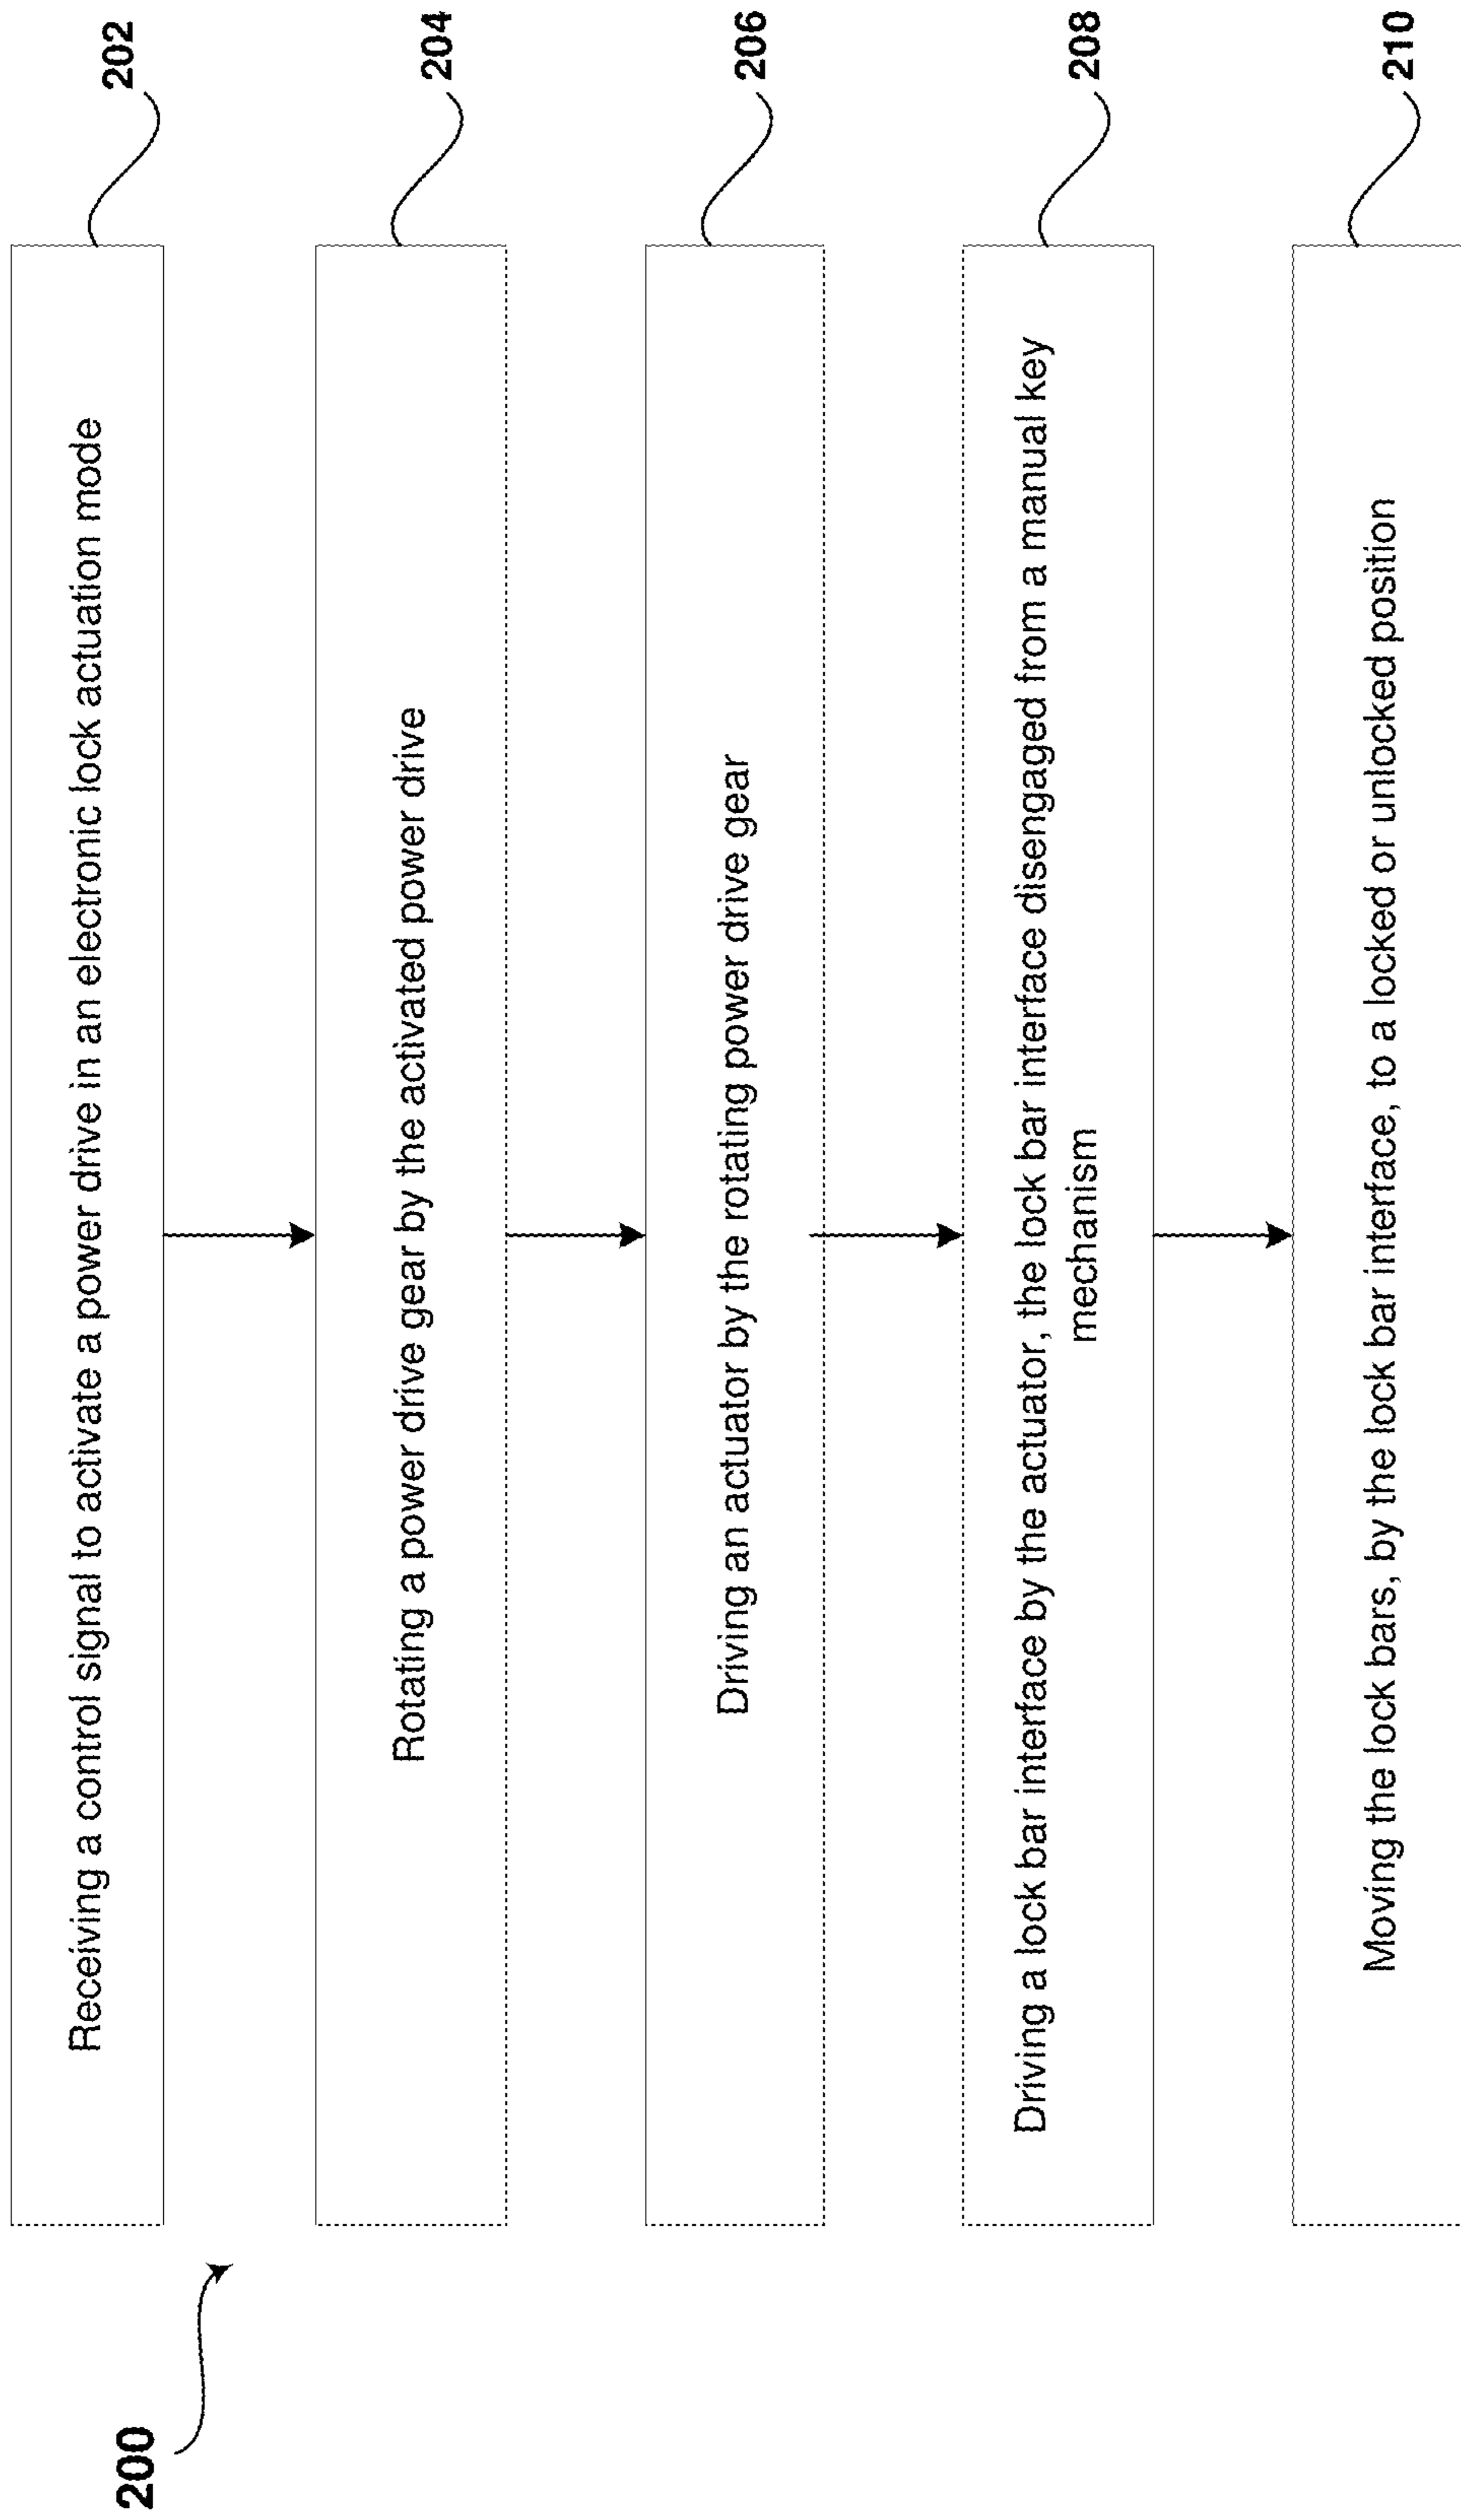 200
Receiving a control signal to activate a power drive in an electronic lock actuation mode
202
Rotating a power drive gear by the activated power drive
204
Driving an actuator by the rotating power drive gear
206
Driving a lock bar interface by the actuator, the lock bar interface disengaged from a manual key
mechanism
208
Moving the lock bars, by the lock bar interface, to a locked or unlocked position
210